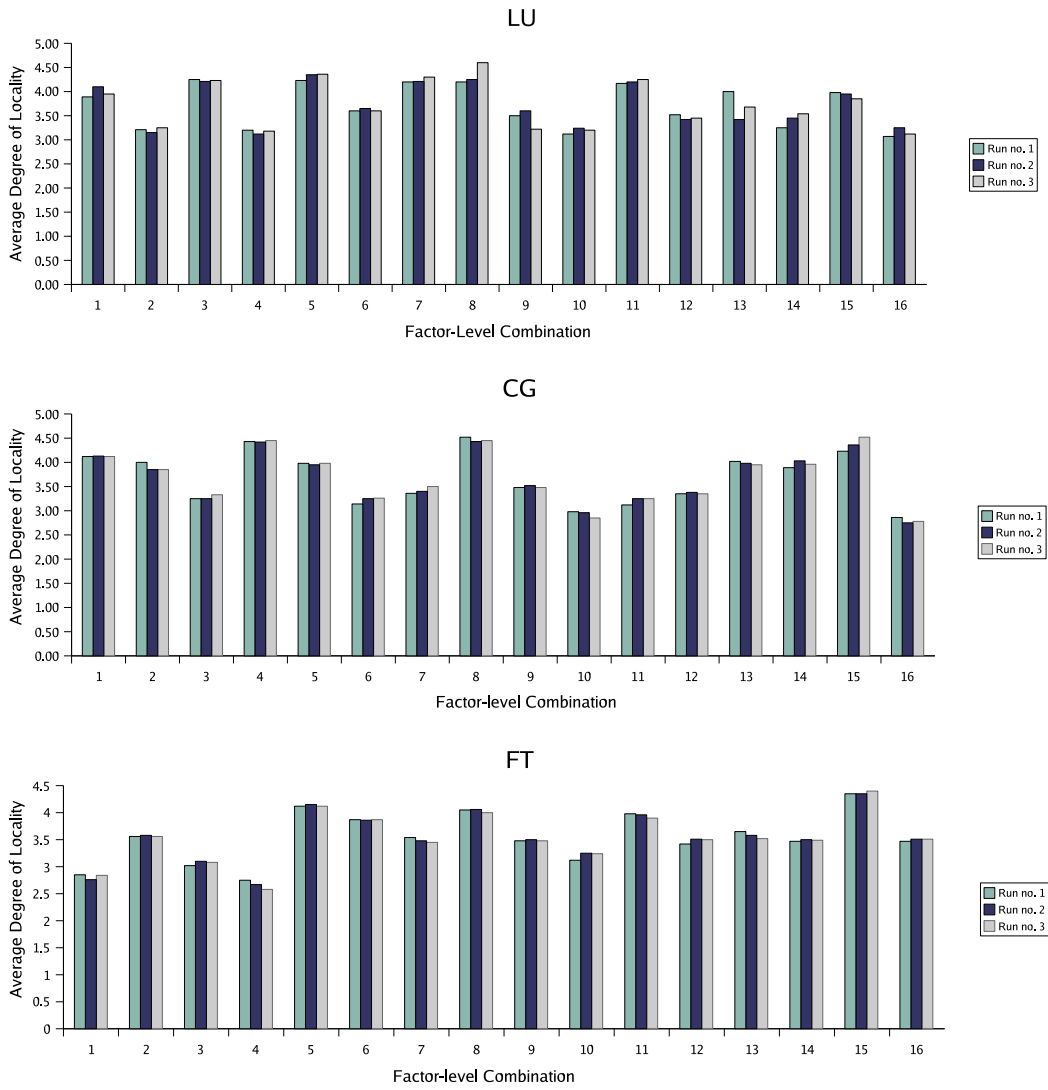 LU
Average Degree of Locality
5.00
4.50
4.00
3.50
3.00
2.50
2.00
1.50
1.00
0.50
0.00
1 2 3 4 5 6 7 8 9 10 11 12 13 14 15 16
Factor-Level Combination
Run no. 1
Run no. 2
Run no. 3
CG
Average Degree of Locality
5.00
4.50
4.00
3.50
3.00
2.50
2.00
1.50
1.00
0.50
0.00
1 2 3 4 5 6 7 8 9 10 11 12 13 14 15 16
Factor-level Combination
Run no. 1
Run no. 2
Run no. 3
FT
Average Degree of Locality
4.5
4
3.5
3
2.5
2
1.5
1
0.5
0
1 2 3 4 5 6 7 8 9 10 11 12 13 14 15 16
Factor-level Combination
Run no. 1
Run no. 2
Run no. 3